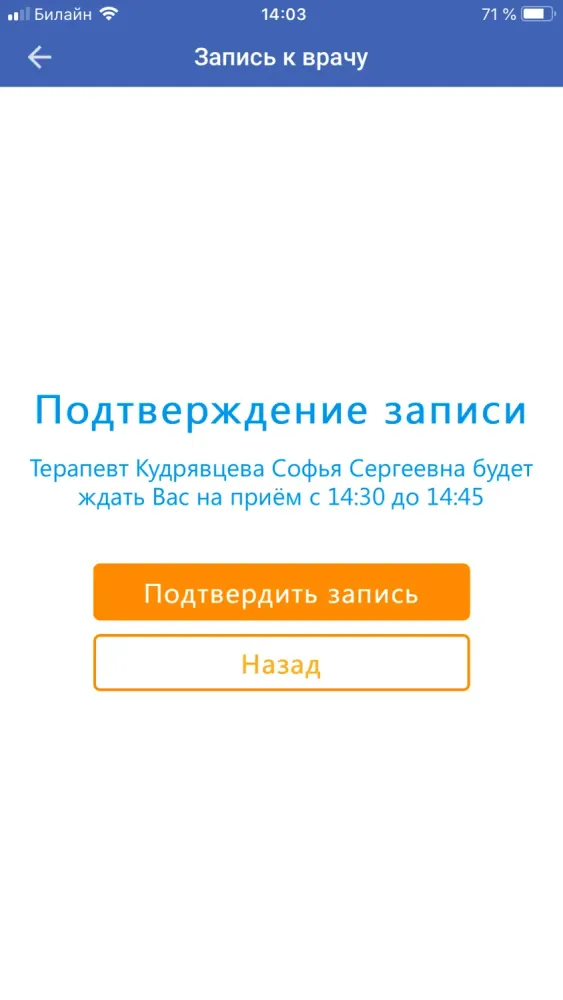 Билайн 14:03 71 %
Запись к врачу
Подтверждение записи
Терапевт Кудрявцева Софья Сергеевна будет
ждать Вас на приём с 14:30 до 14:45
Подтвердить запись
Назад